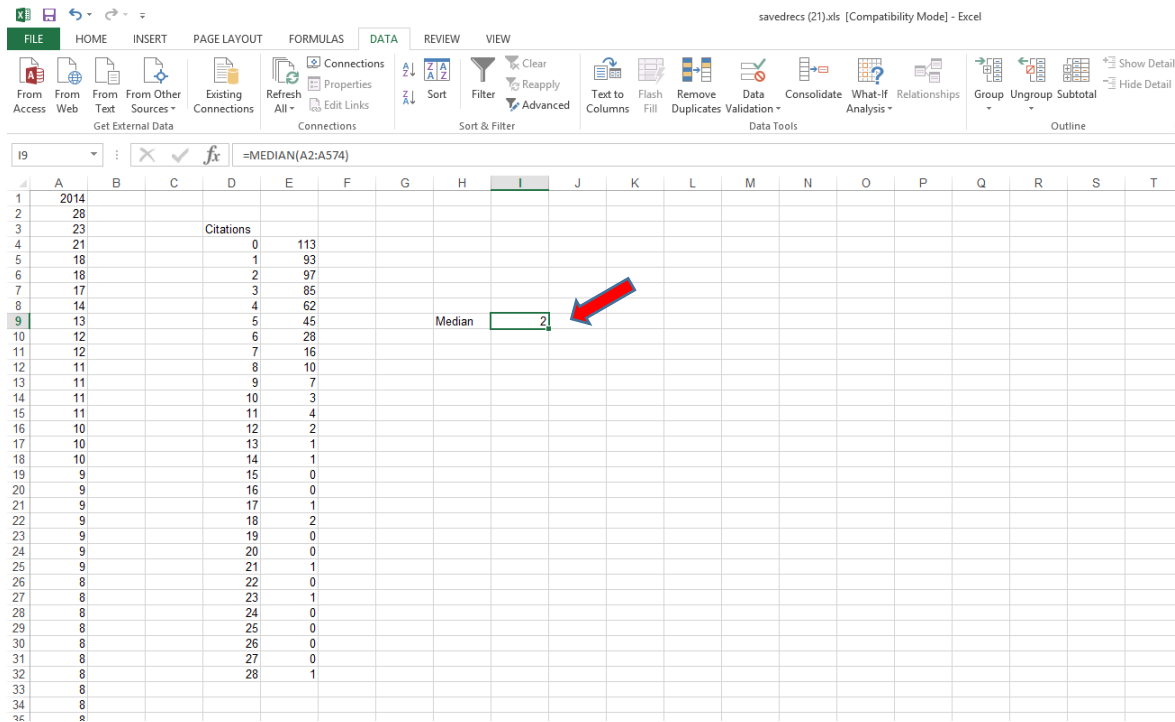 savedrecs (21).xls [Compatibility Mode] - Excel
FILE HOME INSERT PAGE LAYOUT FORMULAS DATA REVIEW VIEW
From Access
From Web
From Text
From Other Sources
Existing Connections
Get External Data
Refresh All
Connections
Properties
Edit Links
Connections
Sort
Filter
Clear
Reapply
Advanced
Sort & Filter
Text to Columns
Flash Fill
Remove Duplicates
Data Validation
Consolidate
What-If Analysis
Relationships
Data Tools
Group
Ungroup
Subtotal
Show Detail
Hide Detail
Outline
I9 fx =MEDIAN(A2:A574)
A B C D E F G H I J K L M N O P Q R S T
1 2014
2 28
3 23 Citations
4 21 0 113
5 18 1 93
6 18 2 97
7 17 3 85
8 14 4 62
9 13 5 45 Median 2
10 12 6 28
11 12 7 16
12 11 8 10
13 11 9 7
14 11 10 3
15 11 11 4
16 10 12 2
17 10 13 1
18 10 14 1
19 9 15 0
20 9 16 0
21 9 17 1
22 9 18 2
23 9 19 0
24 9 20 0
25 9 21 1
26 8 22 0
27 8 23 1
28 8 24 0
29 8 25 0
30 8 26 0
31 8 27 0
32 8 28 1
33 8
34 8
35 8